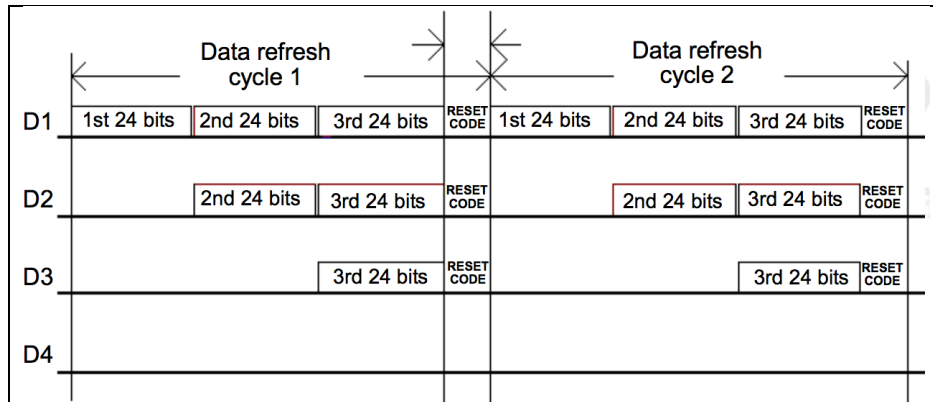 Data refresh cycle 1
Data refresh cycle 2
D1 1st 24 bits 2nd 24 bits 3rd 24 bits RESET CODE 1st 24 bits 2nd 24 bits 3rd 24 bits RESET CODE
D2 2nd 24 bits 3rd 24 bits RESET CODE 2nd 24 bits 3rd 24 bits RESET CODE
D3 3rd 24 bits RESET CODE 3rd 24 bits RESET CODE
D4